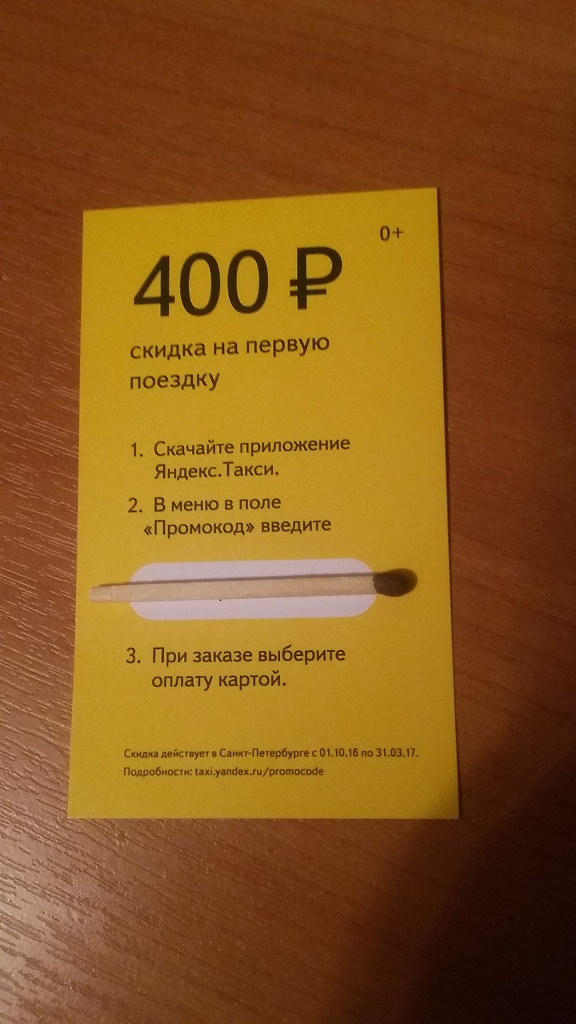 0+
400 ₽
скидка на первую
поездку
1. Скачайте приложение
Яндекс.Такси.
2. В меню в поле
«Промокод» введите
3. При заказе выберите
оплату картой.
Скидка действует в Санкт-Петербурге с 01.10.16 по 31.03.17.
Подробности: taxi.yandex.ru/promocode